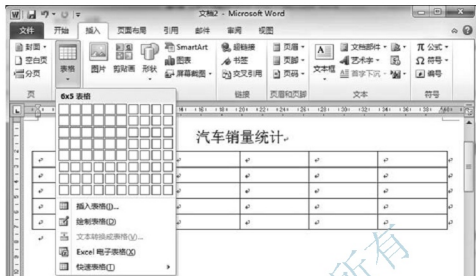 文档2 - Microsoft Word
文件 开始 插入 页面布局 引用 邮件 审阅 视图
封面
空白页
分页
页
表格
图片 剪贴画 形状
SmartArt
图表
屏幕截图
超链接
书签
交叉引用
链接
页眉
页脚
页码
页眉和页脚
文本框
文档部件
艺术字
首字下沉
文本
公式
符号
编号
符号
6x5 表格
插入表格(I)...
绘制表格(D)
文本转换成表格(V)...
Excel 电子表格(X)
快速表格(T)
汽车销量统计
所有